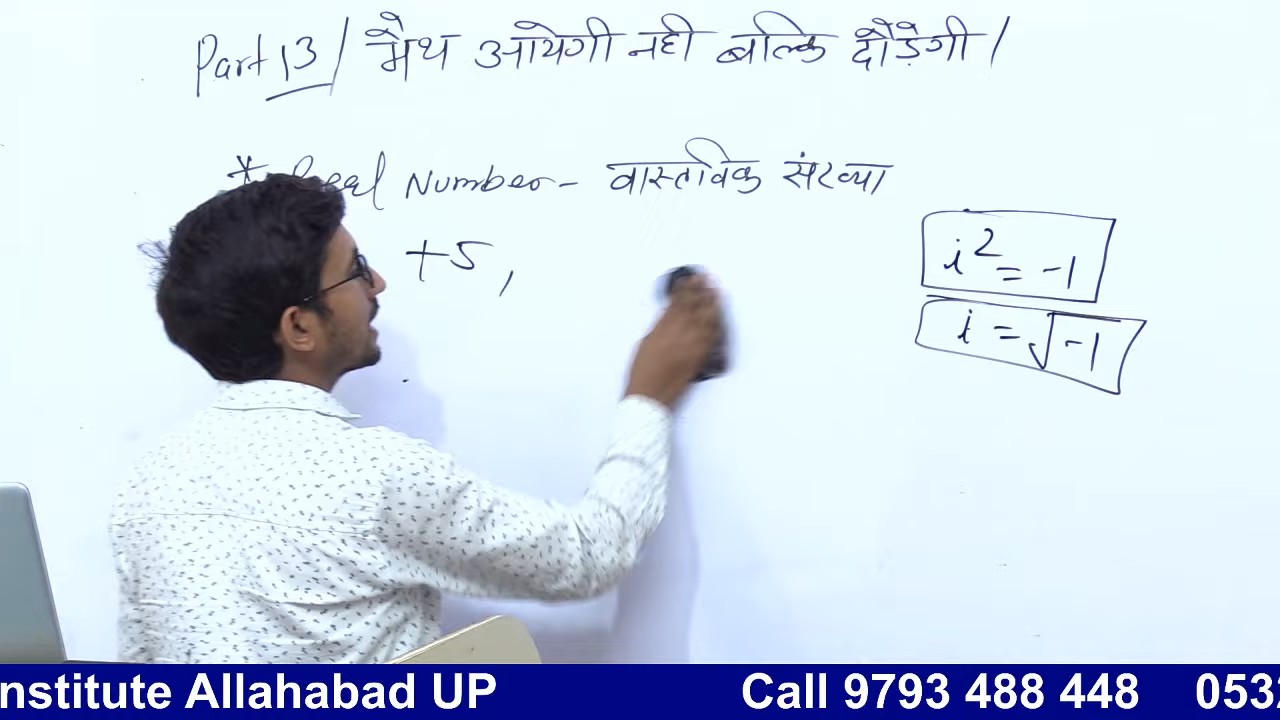 Part 13/ मैथ आयेगी नही बल्कि दौड़ेगी/
* Real Number - वास्तविक संख्या
+5,
i² = -1
i = √-1
nstitute Allahabad UP Call 9793 488 448 053